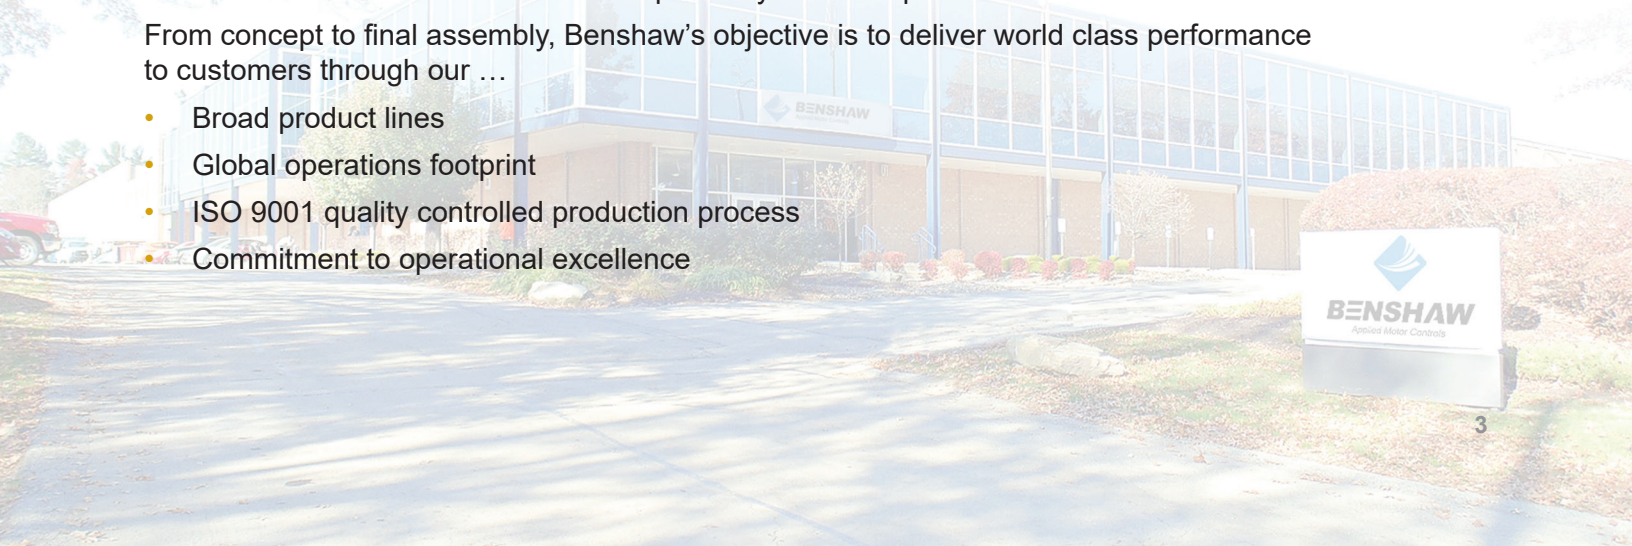 From concept to final assembly, Benshaw’s objective is to deliver world class performance
to customers through our …
• Broad product lines
• Global operations footprint
• ISO 9001 quality controlled production process
• Commitment to operational excellence
BENSHAW
BENSHAW
Applied Motor Controls
3